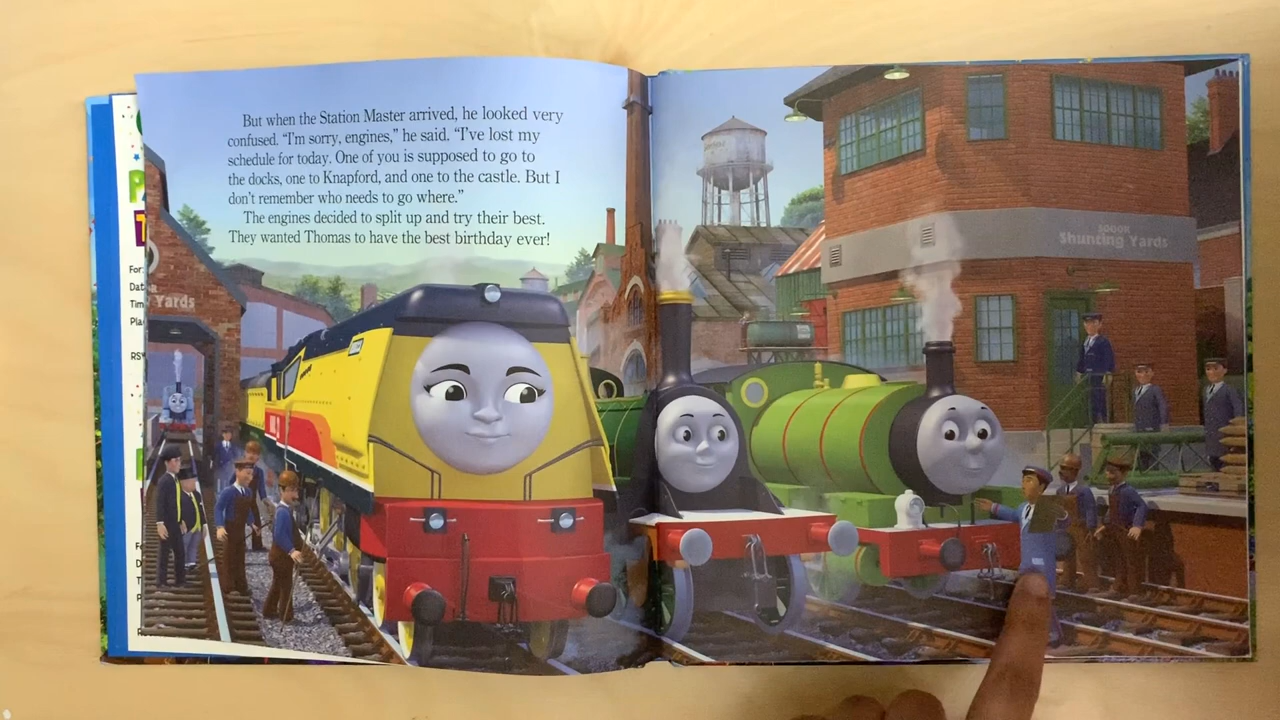 But when the Station Master arrived, he looked very
confused. “I’m sorry, engines,” he said. “I’ve lost my
schedule for today. One of you is supposed to go to
the docks, one to Knapford, and one to the castle. But I
don’t remember who needs to go where.”
The engines decided to split up and try their best.
They wanted Thomas to have the best birthday ever!
SODOR
Shunting Yards
Yards
For: